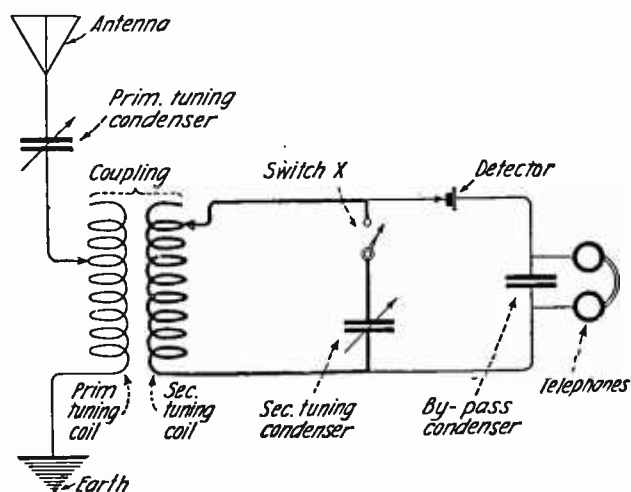 Antenna
Prim. tuning
condenser
Coupling
Switch X
Detector
Prim
tuning
coil
Sec.
tuning
coil
Sec. tuning
condenser
By-pass
condenser
Telephones
Earth